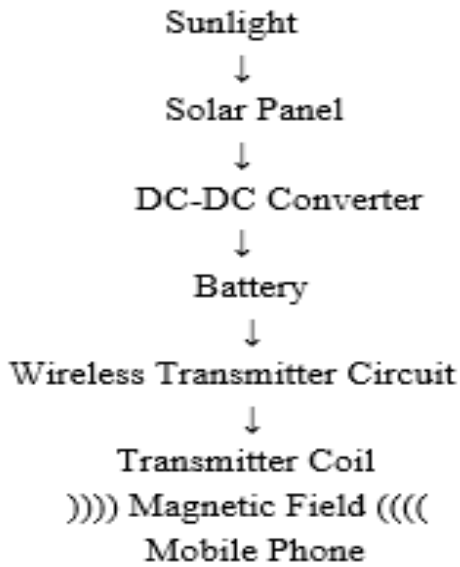 Sunlight
↓
Solar Panel
↓
DC-DC Converter
↓
Battery
↓
Wireless Transmitter Circuit
↓
Transmitter Coil
)))) Magnetic Field ((((
Mobile Phone